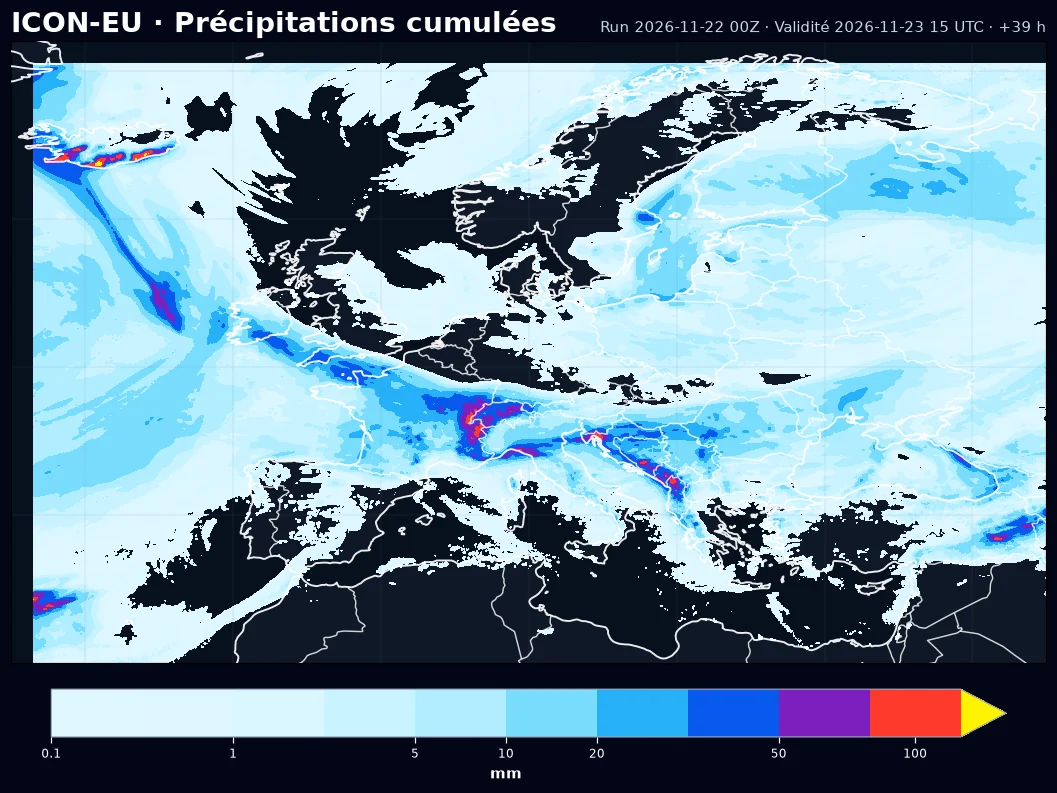 ICON-EU · Précipitations cumulées
Run 2026-11-22 00Z · Validité 2026-11-23 15 UTC · +39 h
0.1 1 5 10 20 50 100
mm